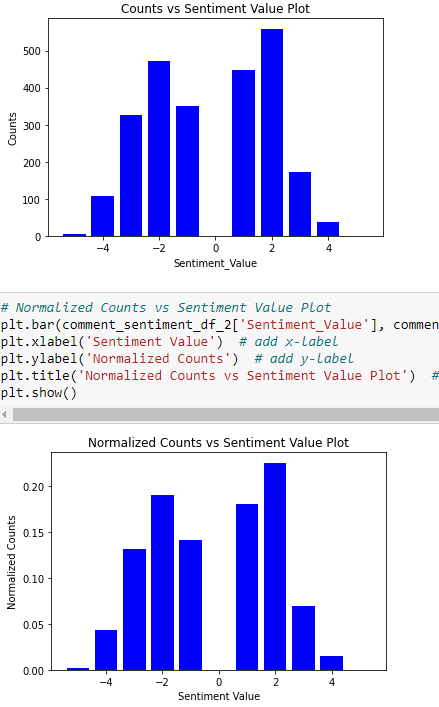 Counts vs Sentiment Value Plot
500
400
300
200
100
0
Counts
−4 −2 0 2 4
Sentiment_Value
# Normalized Counts vs Sentiment Value Plot
plt.bar(comment_sentiment_df_2['Sentiment_Value'], commen
plt.xlabel('Sentiment Value')  # add x-label
plt.ylabel('Normalized Counts')  # add y-label
plt.title('Normalized Counts vs Sentiment Value Plot')  #
plt.show()
Normalized Counts vs Sentiment Value Plot
0.20
0.15
0.10
0.05
0.00
Normalized Counts
−4 −2 0 2 4
Sentiment Value